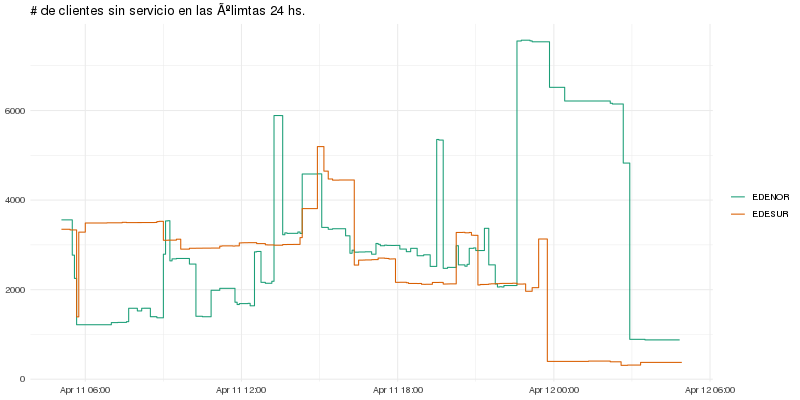 # de clientes sin servicio en las Ãºlimtas 24 hs.
6000
4000
2000
0
Apr 11 06:00
Apr 11 12:00
Apr 11 18:00
Apr 12 00:00
Apr 12 06:00
EDENOR
EDESUR